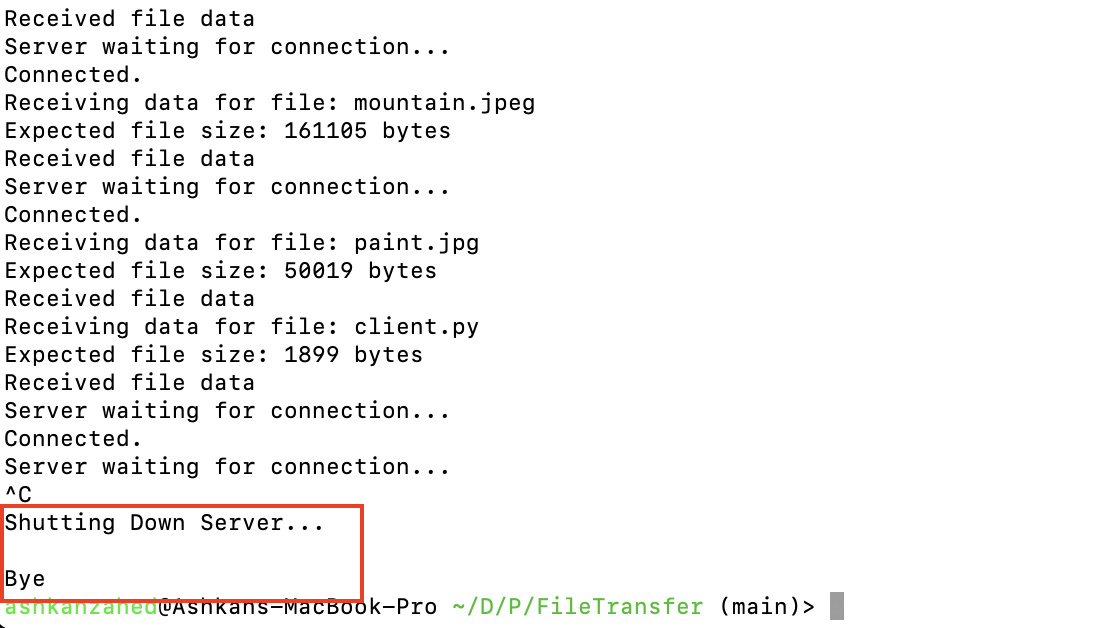 Received file data
Server waiting for connection...
Connected.
Receiving data for file: mountain.jpeg
Expected file size: 161105 bytes
Received file data
Server waiting for connection...
Connected.
Receiving data for file: paint.jpg
Expected file size: 50019 bytes
Received file data
Receiving data for file: client.py
Expected file size: 1899 bytes
Received file data
Server waiting for connection...
Connected.
Server waiting for connection...
^C
Shutting Down Server...
Bye
ashkanzahed@Ashkans-MacBook-Pro ~/D/P/FileTransfer (main)>